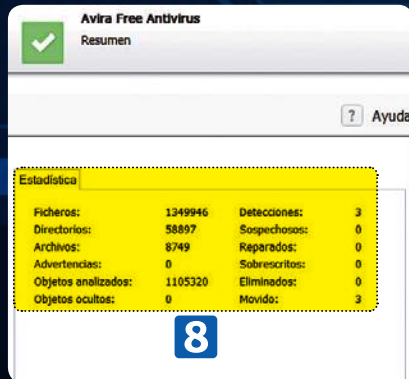 Avira Free Antivirus
Resumen
? Ayuda
Estadística
Ficheros: 1349946 Detecciones: 3
Directorios: 58897 Sospechosos: 0
Archivos: 8749 Reparados: 0
Advertencias: 0 Sobrescritos: 0
Objetos analizados: 1105320 Eliminados: 0
Objetos ocultos: 0 Movido: 3
8